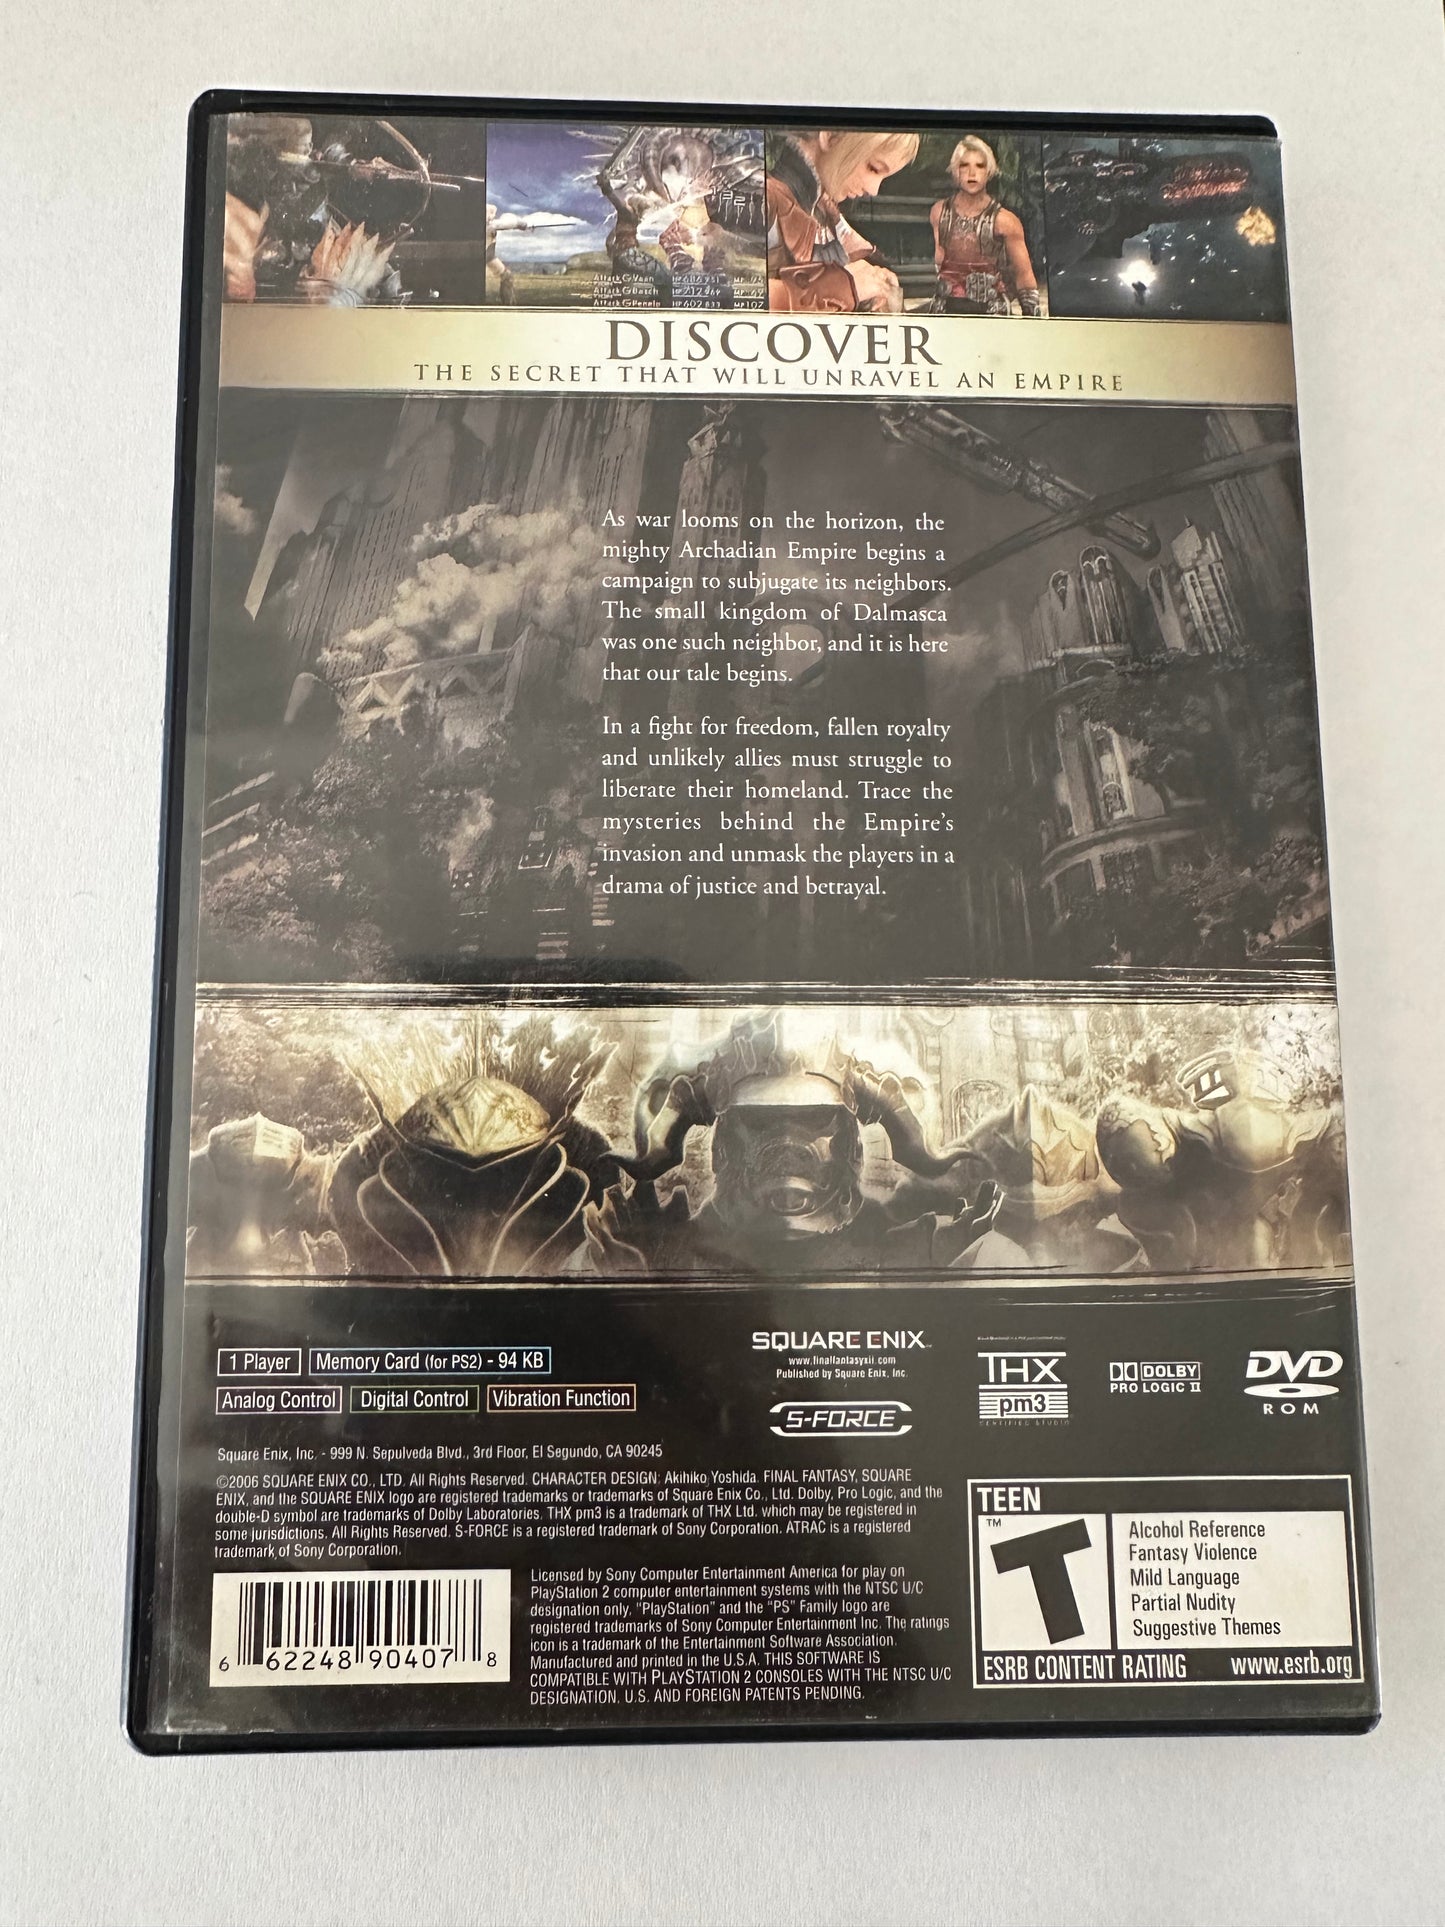 132
Attack Vaan
Attack Basch
Attack Penelo
DISCOVER
THE SECRET THAT WILL UNRAVEL AN EMPIRE
As war looms on the horizon, the
mighty Archadian Empire begins a
campaign to subjugate its neighbors.
The small kingdom of Dalmasca
was one such neighbor, and it is here
that our tale begins.
In a fight for freedom, fallen royalty
and unlikely allies must struggle to
liberate their homeland. Trace the
mysteries behind the Empire's
invasion and unmask the players in a
drama of justice and betrayal.
1 Player
Memory Card (for PS2) - 94 KB
Analog Control
Digital Control
Vibration Function
SQUARE ENIX
www.finalfantasyxii.com
Published by Square Enix, Inc.
S-FORCE
THX
pm3
CERTIFIED STUDIO
DOLBY
PRO LOGIC II
DVD
ROM
Square Enix, Inc. - 999 N. Sepulveda Blvd., 3rd Floor, El Segundo, CA 90245
©2006 SQUARE ENIX CO., LTD. All Rights Reserved. CHARACTER DESIGN: Akihiko Yoshida. FINAL FANTASY, SQUARE
ENIX, and the SQUARE ENIX logo are registered trademarks or trademarks of Square Enix Co., Ltd. Dolby, Pro Logic, and the
double-D symbol are trademarks of Dolby Laboratories. THX pm3 is a trademark of THX Ltd. which may be registered in
some jurisdictions. All Rights Reserved. S-FORCE is a registered trademark of Sony Corporation. ATRAC is a registered
trademark of Sony Corporation.
Licensed by Sony Computer Entertainment America for play on
PlayStation 2 computer entertainment systems with the NTSC U/C
designation only. "PlayStation" and the "PS" Family logo are
registered trademarks of Sony Computer Entertainment Inc. The ratings
icon is a trademark of the Entertainment Software Association.
Manufactured and printed in the U.S.A. THIS SOFTWARE IS
COMPATIBLE WITH PLAYSTATION 2 CONSOLES WITH THE NTSC U/C
DESIGNATION. U.S. AND FOREIGN PATENTS PENDING.
6 62248 90407 8
TEEN
TM
T
Alcohol Reference
Fantasy Violence
Mild Language
Partial Nudity
Suggestive Themes
ESRB CONTENT RATING www.esrb.org